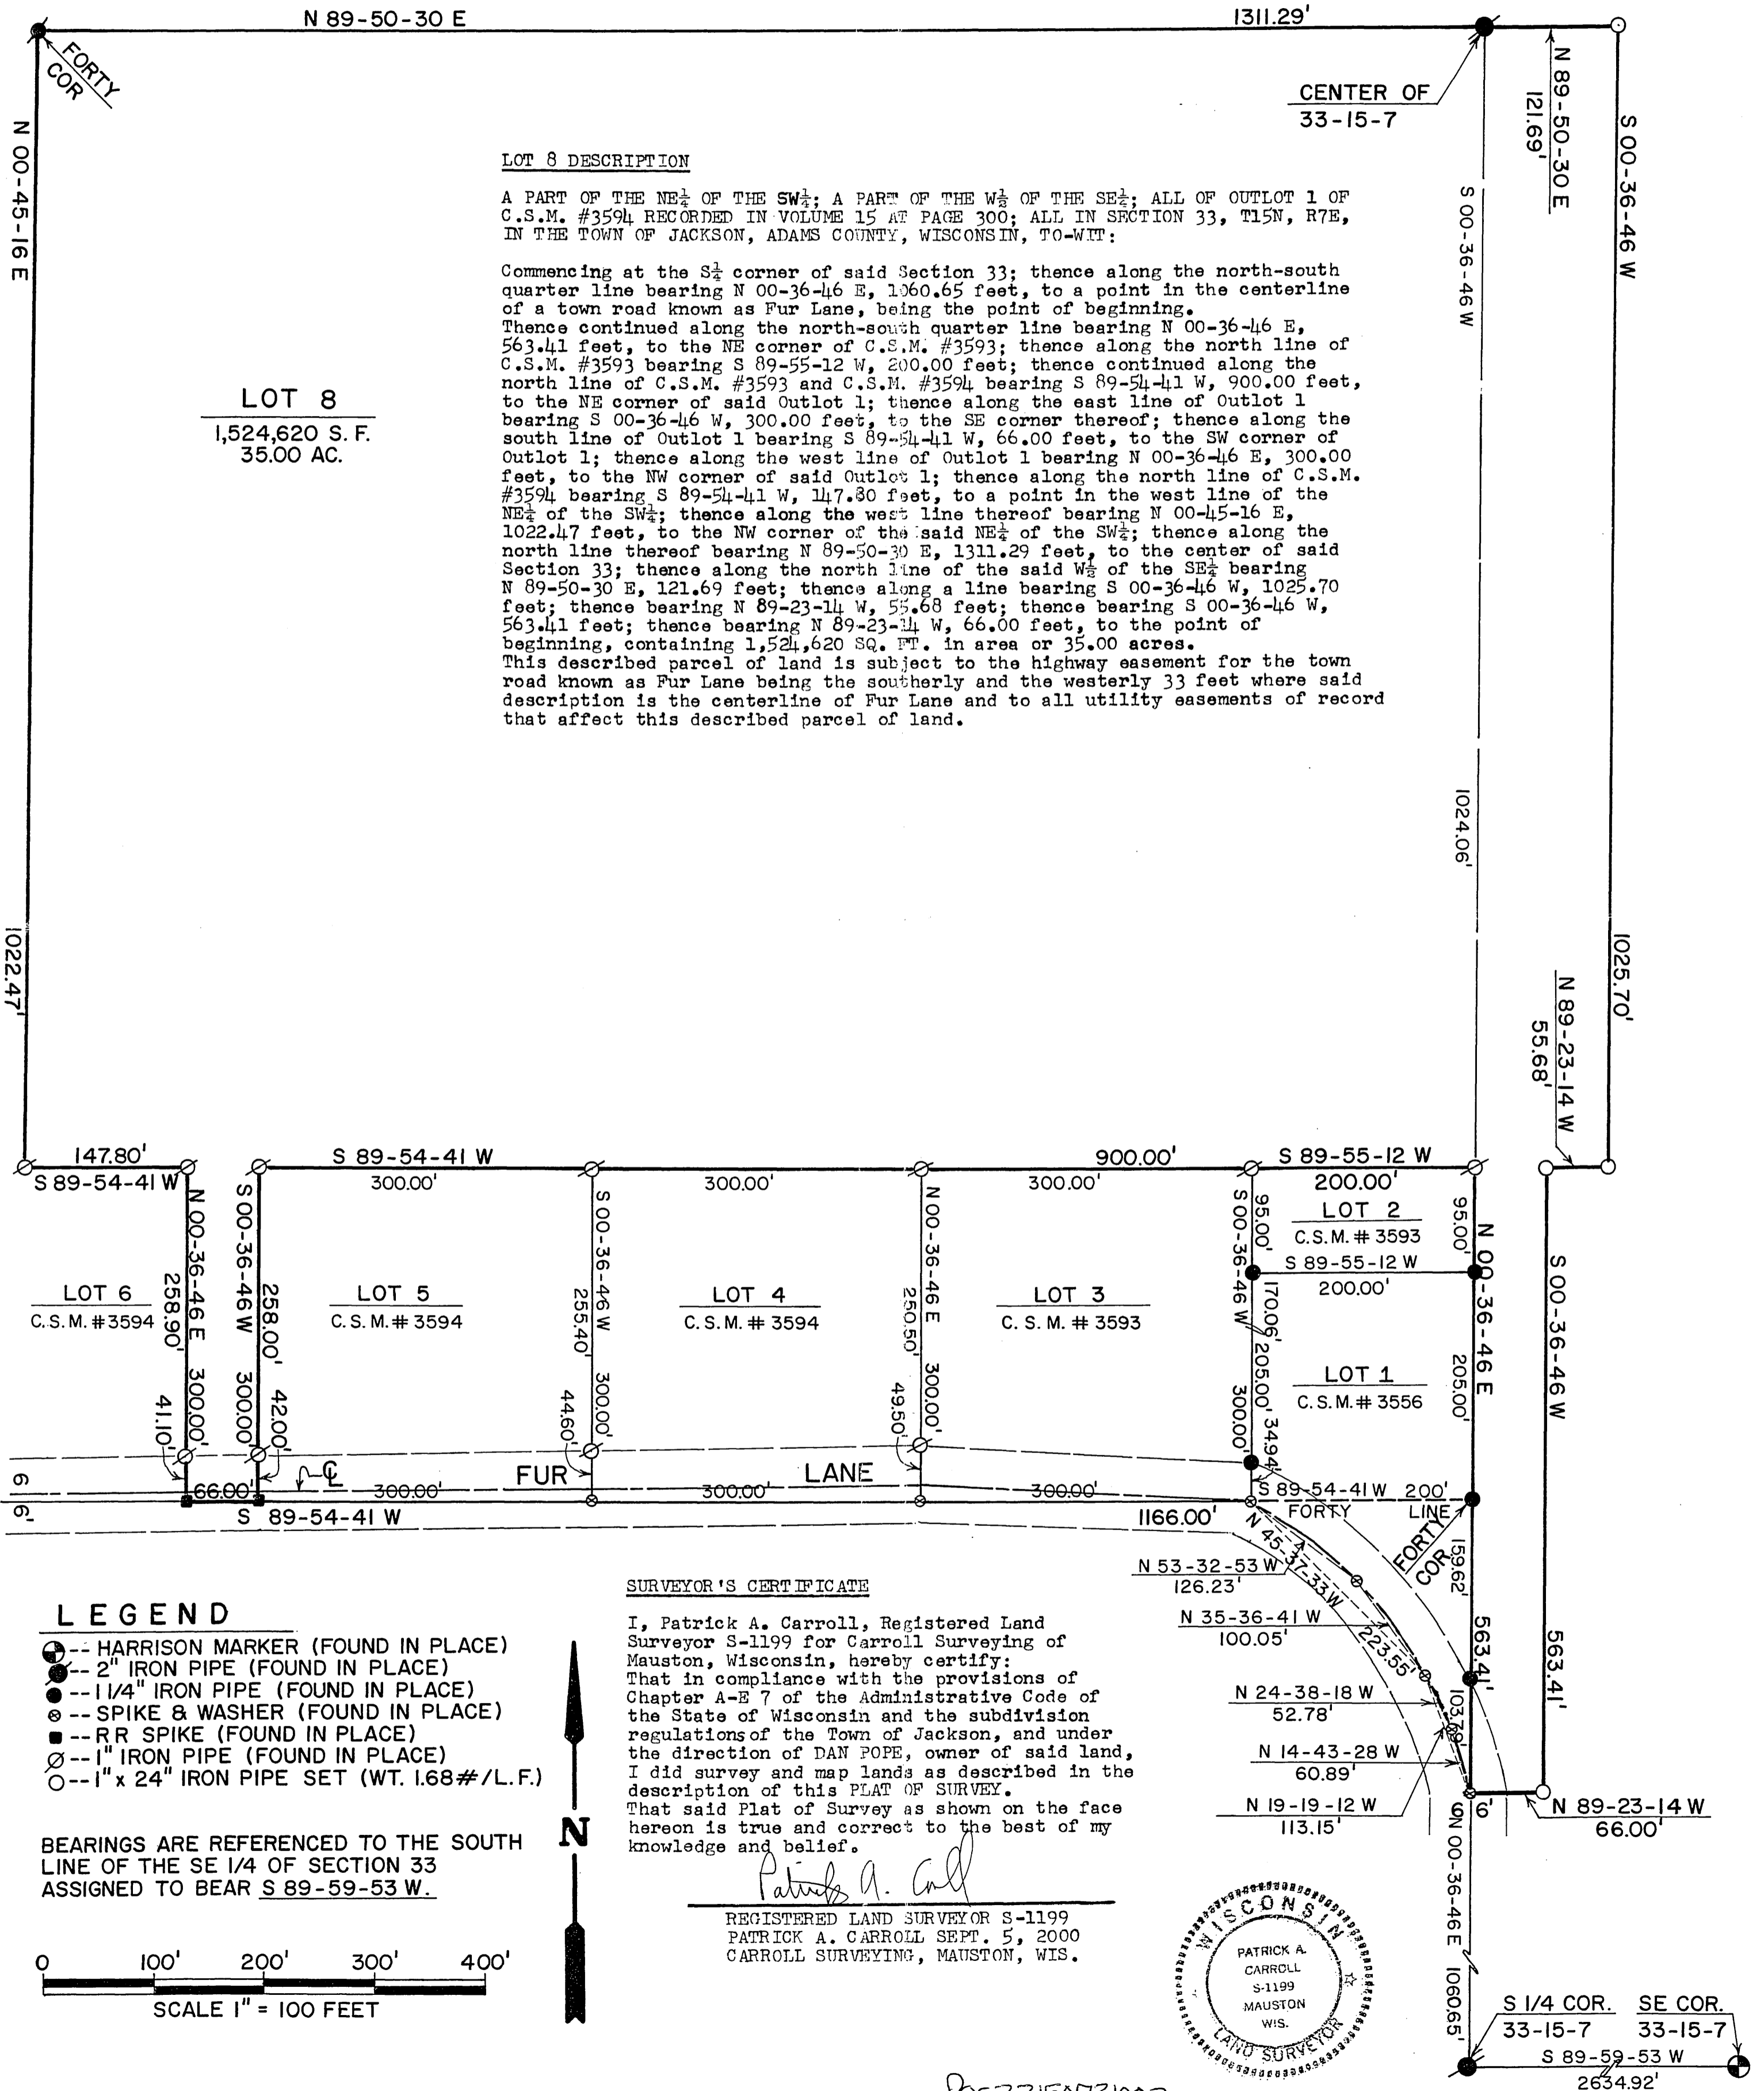 N 89-50-30 E
1311.29'
FORTY
COR
CENTER OF
33-15-7
N 89-50-30 E
121.69'
S 00-36-46 W
N 00-45-16 E
S 00-36-46 W
LOT 8 DESCRIPTION
A PART OF THE NE¼ OF THE SW¼; A PART OF THE W½ OF THE SE¼; ALL OF OUTLOT 1 OF
C.S.M. #3594 RECORDED IN VOLUME 15 AT PAGE 300; ALL IN SECTION 33, T15N, R7E,
IN THE TOWN OF JACKSON, ADAMS COUNTY, WISCONSIN, TO-WIT:
Commencing at the S¼ corner of said Section 33; thence along the north-south
quarter line bearing N 00-36-46 E, 1060.65 feet, to a point in the centerline
of a town road known as Fur Lane, being the point of beginning.
Thence continued along the north-south quarter line bearing N 00-36-46 E,
563.41 feet, to the NE corner of C.S.M. #3593; thence along the north line of
C.S.M. #3593 bearing S 89-55-12 W, 200.00 feet; thence continued along the
north line of C.S.M. #3593 and C.S.M. #3594 bearing S 89-54-41 W, 900.00 feet,
to the NE corner of said Outlot 1; thence along the east line of Outlot 1
bearing S 00-36-46 W, 300.00 feet, to the SE corner thereof; thence along the
south line of Outlot 1 bearing S 89-54-41 W, 66.00 feet, to the SW corner of
Outlot 1; thence along the west line of Outlot 1 bearing N 00-36-46 E, 300.00
feet, to the NW corner of said Outlot 1; thence along the north line of C.S.M.
#3594 bearing S 89-54-41 W, 147.80 feet, to a point in the west line of the
NE¼ of the SW¼; thence along the west line thereof bearing N 00-45-16 E,
1022.47 feet, to the NW corner of the said NE¼ of the SW¼; thence along the
north line thereof bearing N 89-50-30 E, 1311.29 feet, to the center of said
Section 33; thence along the north line of the said W½ of the SE¼ bearing
N 89-50-30 E, 121.69 feet; thence along a line bearing S 00-36-46 W, 1025.70
feet; thence bearing N 89-23-14 W, 55.68 feet; thence bearing S 00-36-46 W,
563.41 feet; thence bearing N 89-23-14 W, 66.00 feet, to the point of
beginning, containing 1,524,620 SQ. FT. in area or 35.00 acres.
This described parcel of land is subject to the highway easement for the town
road known as Fur Lane being the southerly and the westerly 33 feet where said
description is the centerline of Fur Lane and to all utility easements of record
that affect this described parcel of land.
LOT 8
1,524,620 S. F.
35.00 AC.
1024.06'
1022.47'
1025.70'
N 89-23-14 W
55.68'
147.80'
S 89-54-41 W
S 89-54-41 W
300.00'
300.00'
900.00'
300.00'
S 89-55-12 W
200.00'
N 00-36-46 E
258.90'
300.00'
41.10'
S 00-36-46 W
258.00'
300.00'
42.00'
S 00-36-46 W
255.40'
300.00'
44.60'
N 00-36-46 E
250.50'
300.00'
49.50'
S 00-36-46 W
95.00'
170.06'
205.00'
300.00'
34.94'
LOT 2
C.S.M. # 3593
S 89-55-12 W
200.00'
95.00'
N 00-36-46 E
205.00'
S 00-36-46 W
LOT 6
C.S.M. # 3594
LOT 5
C.S.M. # 3594
LOT 4
C.S.M. # 3594
LOT 3
C.S.M. # 3593
LOT 1
C.S.M. # 3556
66'
66.00'
℄
300.00'
FUR LANE
300.00'
300.00'
S 89-54-41 W
1166.00'
S 89-54-41 W 200'
FORTY LINE
FORTY
COR
159.62'
563.41'
563.41'
N 45-37-33 W
223.55'
N 53-32-53 W
126.23'
N 35-36-41 W
100.05'
N 24-38-18 W
52.78'
103.79'
N 14-43-28 W
60.89'
N 19-19-12 W
113.15'
66'
N 89-23-14 W
66.00'
N 00-36-46 E
1060.65'
LEGEND
-- HARRISON MARKER (FOUND IN PLACE)
-- 2" IRON PIPE (FOUND IN PLACE)
-- 1 1/4" IRON PIPE (FOUND IN PLACE)
-- SPIKE & WASHER (FOUND IN PLACE)
-- RR SPIKE (FOUND IN PLACE)
-- 1" IRON PIPE (FOUND IN PLACE)
-- 1" x 24" IRON PIPE SET (WT. 1.68#/L.F.)
BEARINGS ARE REFERENCED TO THE SOUTH
LINE OF THE SE 1/4 OF SECTION 33
ASSIGNED TO BEAR S 89-59-53 W.
0 100' 200' 300' 400'
SCALE 1" = 100 FEET
N
SURVEYOR'S CERTIFICATE
I, Patrick A. Carroll, Registered Land
Surveyor S-1199 for Carroll Surveying of
Mauston, Wisconsin, hereby certify:
That in compliance with the provisions of
Chapter A-E 7 of the Administrative Code of
the State of Wisconsin and the subdivision
regulations of the Town of Jackson, and under
the direction of DAN POPE, owner of said land,
I did survey and map lands as described in the
description of this PLAT OF SURVEY.
That said Plat of Survey as shown on the face
hereon is true and correct to the best of my
knowledge and belief.
Patrick A. Carroll
REGISTERED LAND SURVEYOR S-1199
PATRICK A. CARROLL SEPT. 5, 2000
CARROLL SURVEYING, MAUSTON, WIS.
WISCONSIN
PATRICK A.
CARROLL
S-1199
MAUSTON
WIS.
LAND SURVEYOR
S 1/4 COR.
33-15-7
SE COR.
33-15-7
S 89-59-53 W
2634.92'